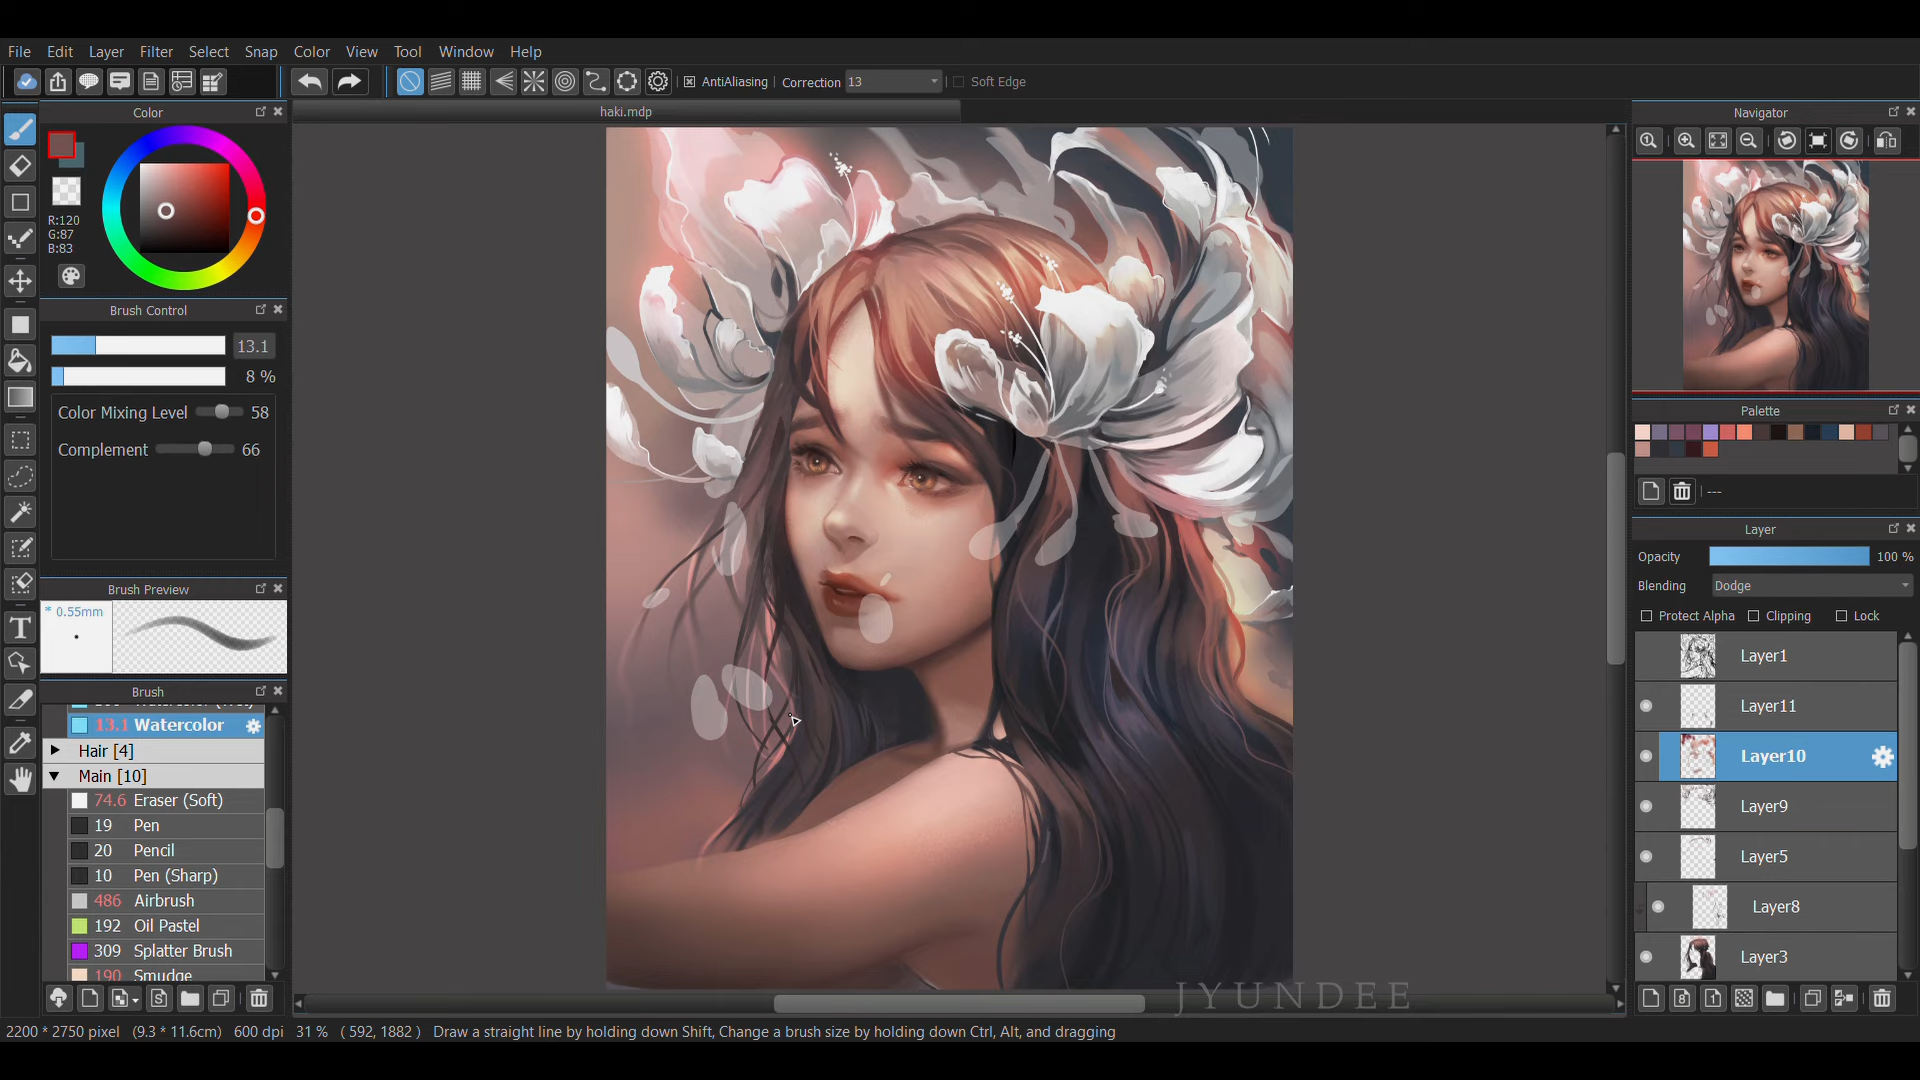 File Edit Layer Filter Select Snap Color View Tool Window Help
AntiAliasing Correction 13 Soft Edge
Color
haki.mdp
Navigator
R:120
G:87
B:83
Brush Control
13.1
8 %
Color Mixing Level 58
Complement 66
Palette
---
Layer
Opacity 100 %
Blending Dodge
Protect Alpha Clipping Lock
Brush Preview
* 0.55mm
Brush
13.1 Watercolor
Hair [4]
Main [10]
74.6 Eraser (Soft)
19 Pen
20 Pencil
10 Pen (Sharp)
486 Airbrush
192 Oil Pastel
309 Splatter Brush
190 Smudge
Layer1
Layer11
Layer10
Layer9
Layer5
Layer8
Layer3
JYUNDEE
2200 * 2750 pixel (9.3 * 11.6cm) 600 dpi 31 % ( 592, 1882 ) Draw a straight line by holding down Shift, Change a brush size by holding down Ctrl, Alt, and dragging